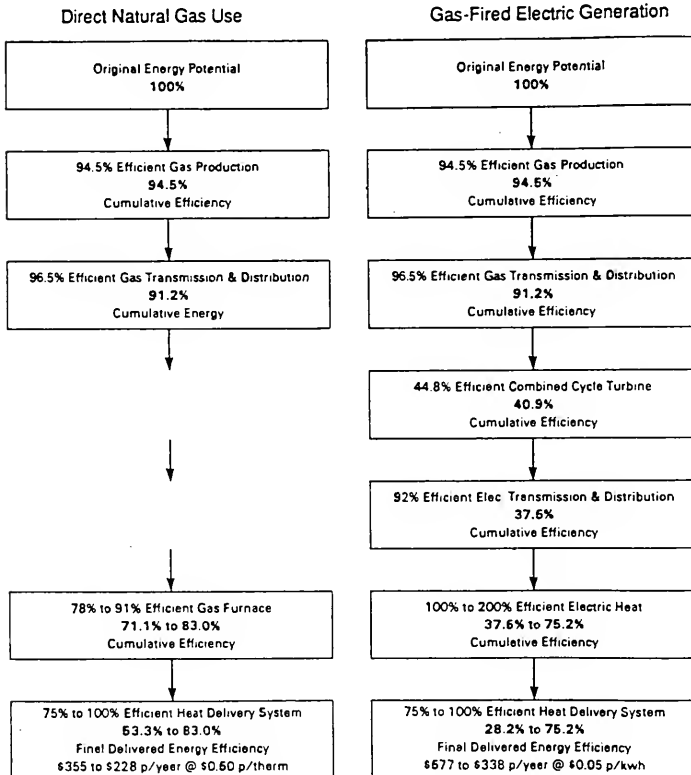 Direct Natural Gas Use
Original Energy Potential
100%
94.5% Efficient Gas Production
94.5%
Cumulative Efficiency
96.5% Efficient Gas Transmission & Distribution
91.2%
Cumulative Energy
78% to 91% Efficient Gas Furnace
71.1% to 83.0%
Cumulative Efficiency
75% to 100% Efficient Heat Delivery System
53.3% to 83.0%
Final Delivered Energy Efficiency
$355 to $228 p/year @ $0.60 p/therm
Gas-Fired Electric Generation
Original Energy Potential
100%
94.5% Efficient Gas Production
94.5%
Cumulative Efficiency
96.5% Efficient Gas Transmission & Distribution
91.2%
Cumulative Efficiency
44.8% Efficient Combined Cycle Turbine
40.9%
Cumulative Efficiency
92% Efficient Elec Transmission & Distribution
37.6%
Cumulative Efficiency
100% to 200% Efficient Electric Heat
37.6% to 75.2%
Cumulative Efficiency
75% to 100% Efficient Heat Delivery System
28.2% to 75.2%
Final Delivered Energy Efficiency
$677 to $338 p/year @ $0.05 p/kwh